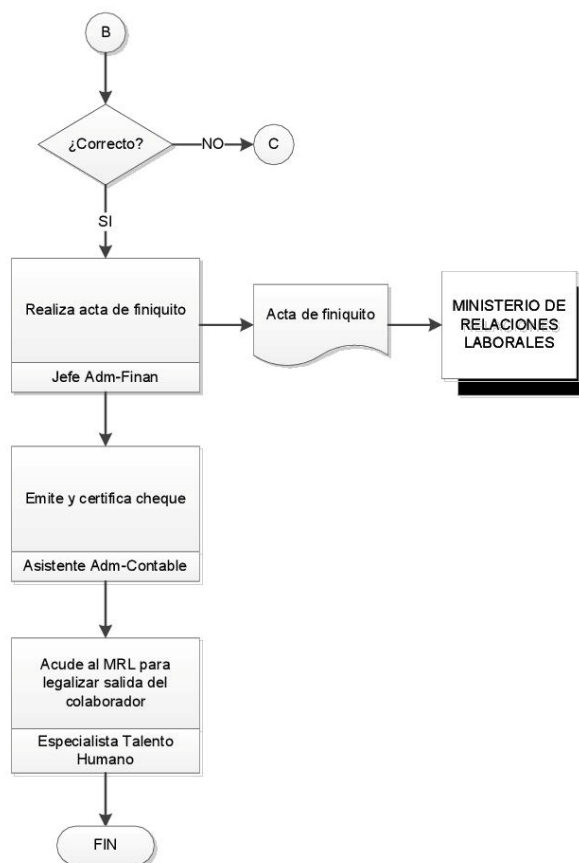 B
¿Correcto?
NO
C
SI
Realiza acta de finiquito
Jefe Adm-Finan
Acta de finiquito
MINISTERIO DE
RELACIONES
LABORALES
Emite y certifica cheque
Asistente Adm-Contable
Acude al MRL para
legalizar salida del
colaborador
Especialista Talento
Humano
FIN